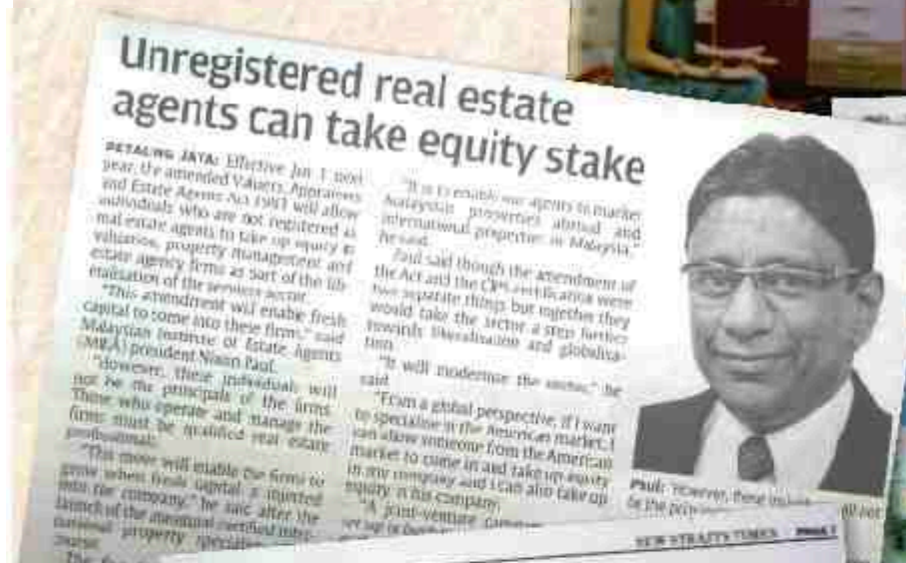 Unregistered real estate
agents can take equity stake
PETALING JAYA: Effective Jan 1 next
year, the amended Valuers, Appraisers
and Estate Agents Act 1981 will allow
individuals who are not registered as
real estate agents to take up equity in
valuation, property management and
estate agency firms as part of the lib-
eralisation of the services sector.
"This amendment will enable fresh
capital to come into these firms," said
Malaysian Institute of Estate Agents
(MIEA) president Paul.
"However, these individuals will
not be the principals of the firms.
Those who operate and manage the
firms must be qualified real estate
professionals.
"This move will enable the firms to
grow when fresh capital is injected
into the company," he said after the
launch of the certified inter-
national property specialist
"It is to enable our agents to market
Malaysian properties abroad and
international properties in Malaysia,"
he said.
Paul said though the amendment of
the Act and the CIPS certification were
two separate things but together they
would take the sector a step further
towards liberalisation and globalisa-
tion.
"It will modernise the sector," he
said.
"From a global perspective, if I want
to specialise in the American market, I
can allow someone from the American
market to come in and take up equity
in my company and I can also take up
equity in his company.
"A joint-venture
Paul: However, these
be the
NEW STRAITS TIMES PAGE